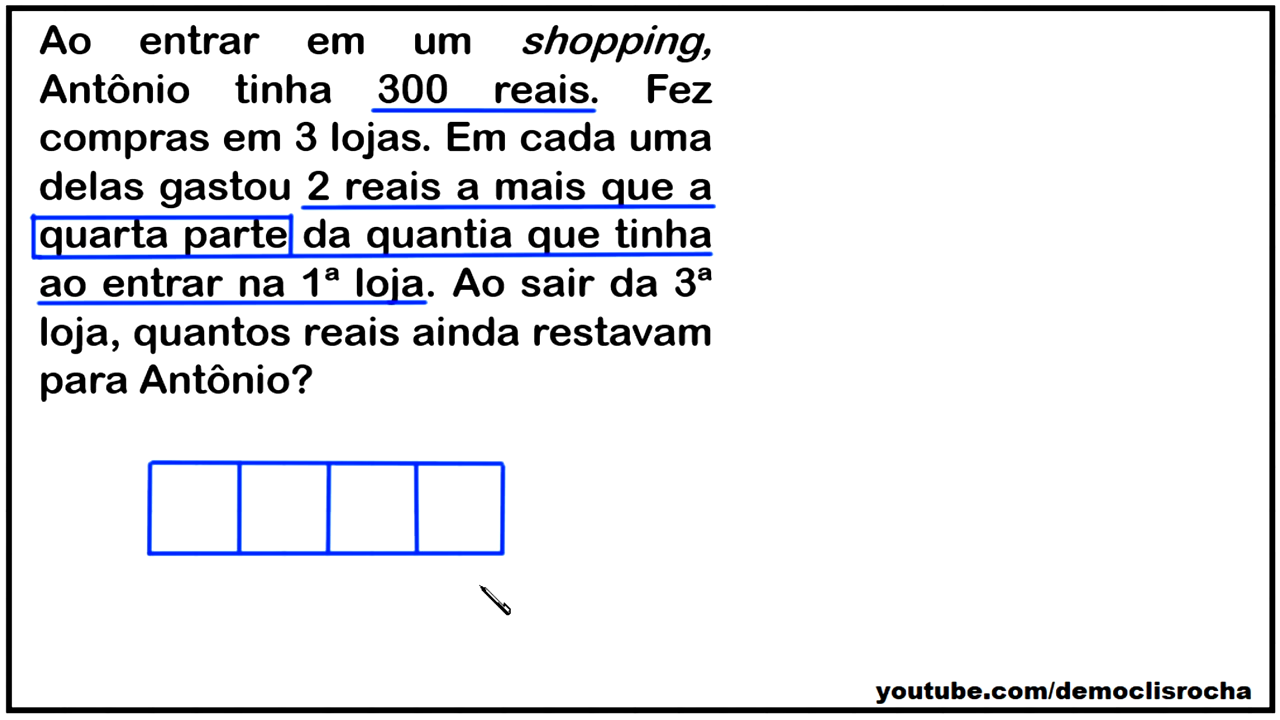 Ao entrar em um shopping,
Antônio tinha 300 reais. Fez
compras em 3 lojas. Em cada uma
delas gastou 2 reais a mais que a
quarta parte da quantia que tinha
ao entrar na 1ª loja. Ao sair da 3ª
loja, quantos reais ainda restavam
para Antônio?
youtube.com/democlisrocha